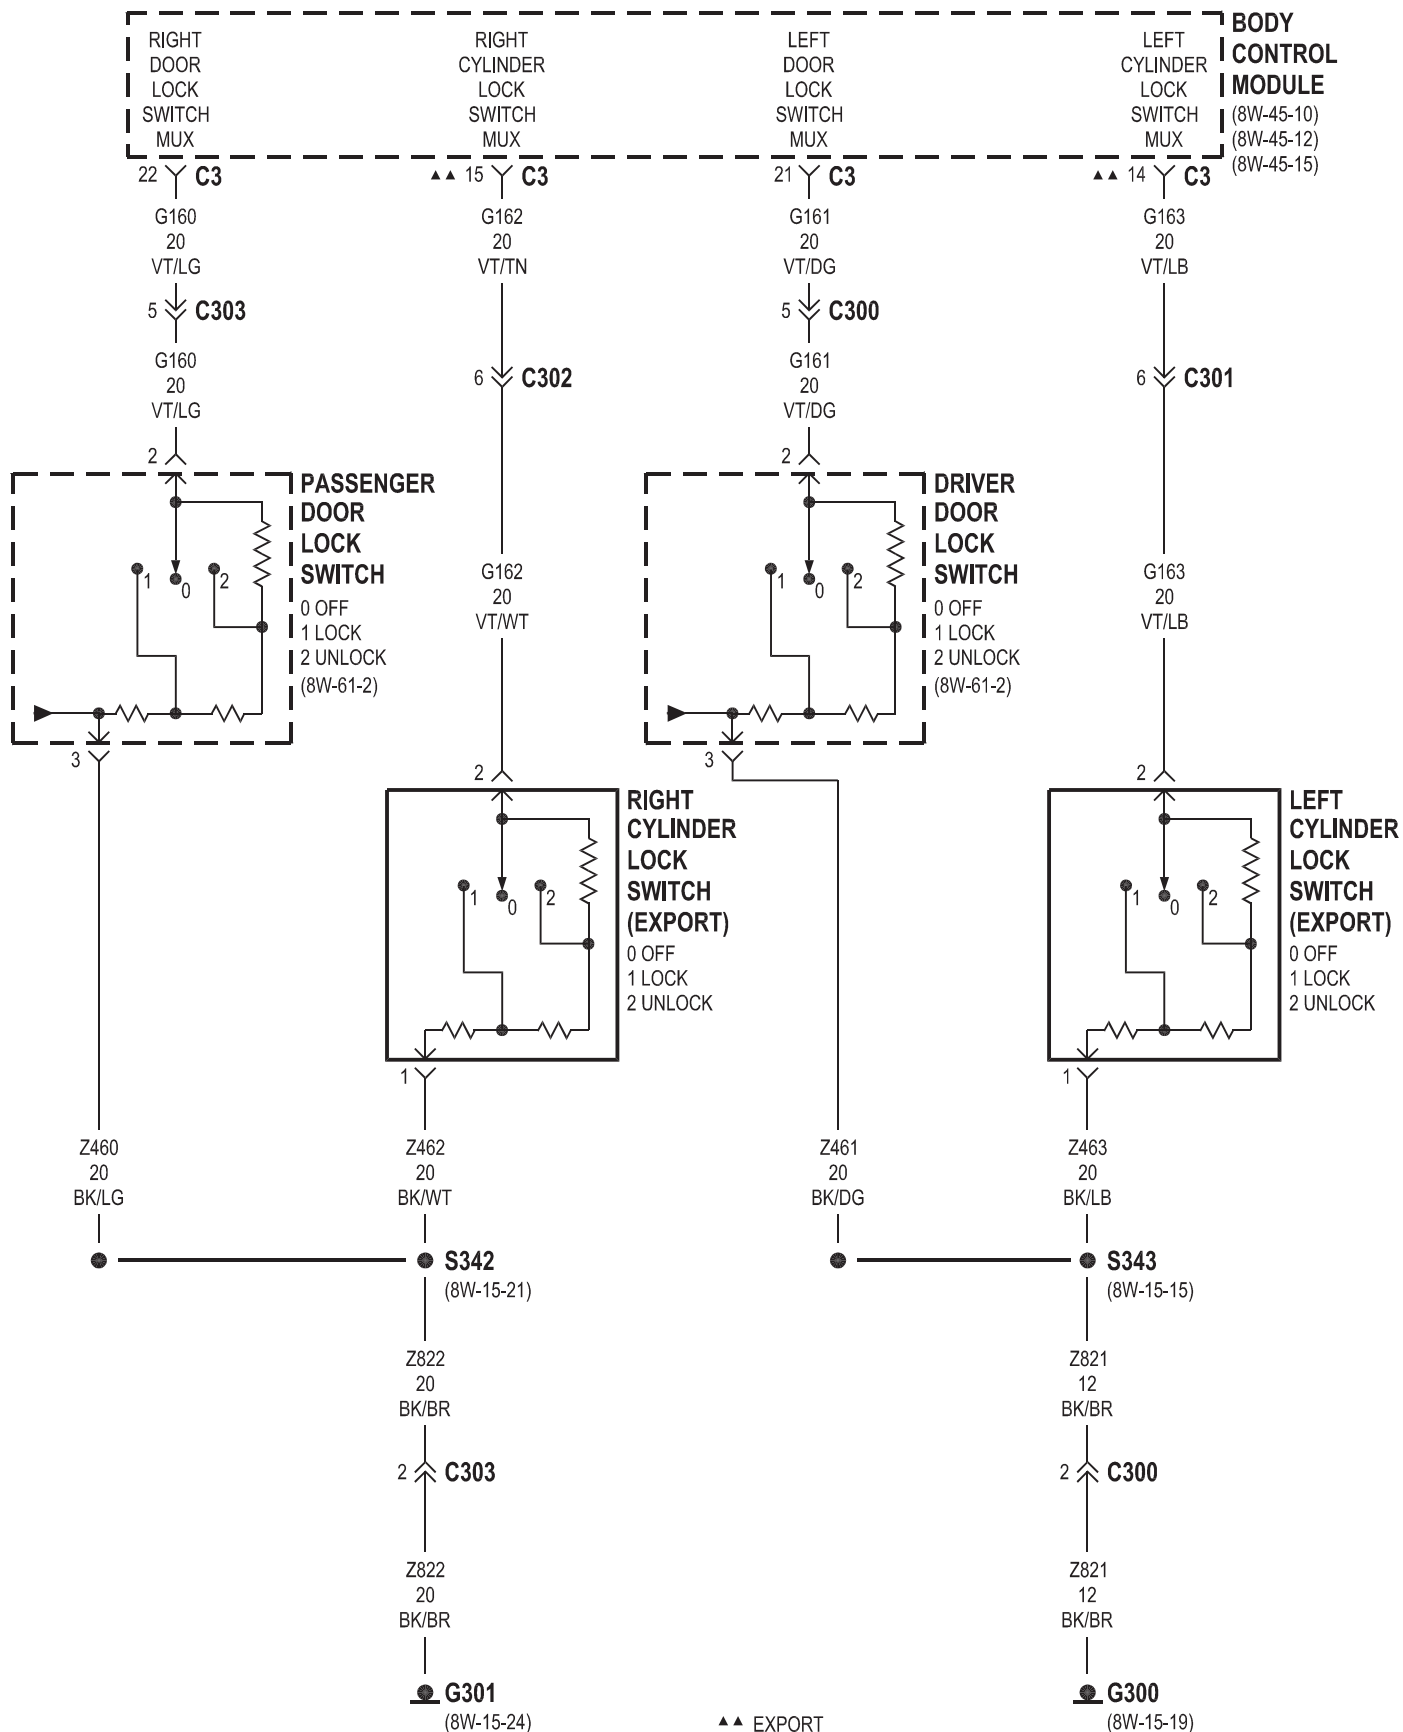 RIGHT
DOOR
LOCK
SWITCH
MUX
RIGHT
CYLINDER
LOCK
SWITCH
MUX
LEFT
DOOR
LOCK
SWITCH
MUX
LEFT
CYLINDER
LOCK
SWITCH
MUX
BODY
CONTROL
MODULE
(8W-45-10)
(8W-45-12)
(8W-45-15)
22 C3
▲▲ 15 C3
21 C3
▲▲ 14 C3
G160
20
VT/LG
G162
20
VT/TN
G161
20
VT/DG
G163
20
VT/LB
5 C303
5 C300
G160
20
VT/LG
6 C302
G161
20
VT/DG
6 C301
2
2
PASSENGER
DOOR
LOCK
SWITCH
0 OFF
1 LOCK
2 UNLOCK
(8W-61-2)
1
0
2
G162
20
VT/WT
DRIVER
DOOR
LOCK
SWITCH
0 OFF
1 LOCK
2 UNLOCK
(8W-61-2)
1
0
2
G163
20
VT/LB
3
2
3
2
RIGHT
CYLINDER
LOCK
SWITCH
(EXPORT)
0 OFF
1 LOCK
2 UNLOCK
1
0
2
LEFT
CYLINDER
LOCK
SWITCH
(EXPORT)
0 OFF
1 LOCK
2 UNLOCK
1
0
2
1
1
Z460
20
BK/LG
Z462
20
BK/WT
Z461
20
BK/DG
Z463
20
BK/LB
S342
(8W-15-21)
S343
(8W-15-15)
Z822
20
BK/BR
Z821
12
BK/BR
2 C303
2 C300
Z822
20
BK/BR
Z821
12
BK/BR
G301
(8W-15-24)
▲▲ EXPORT
G300
(8W-15-19)